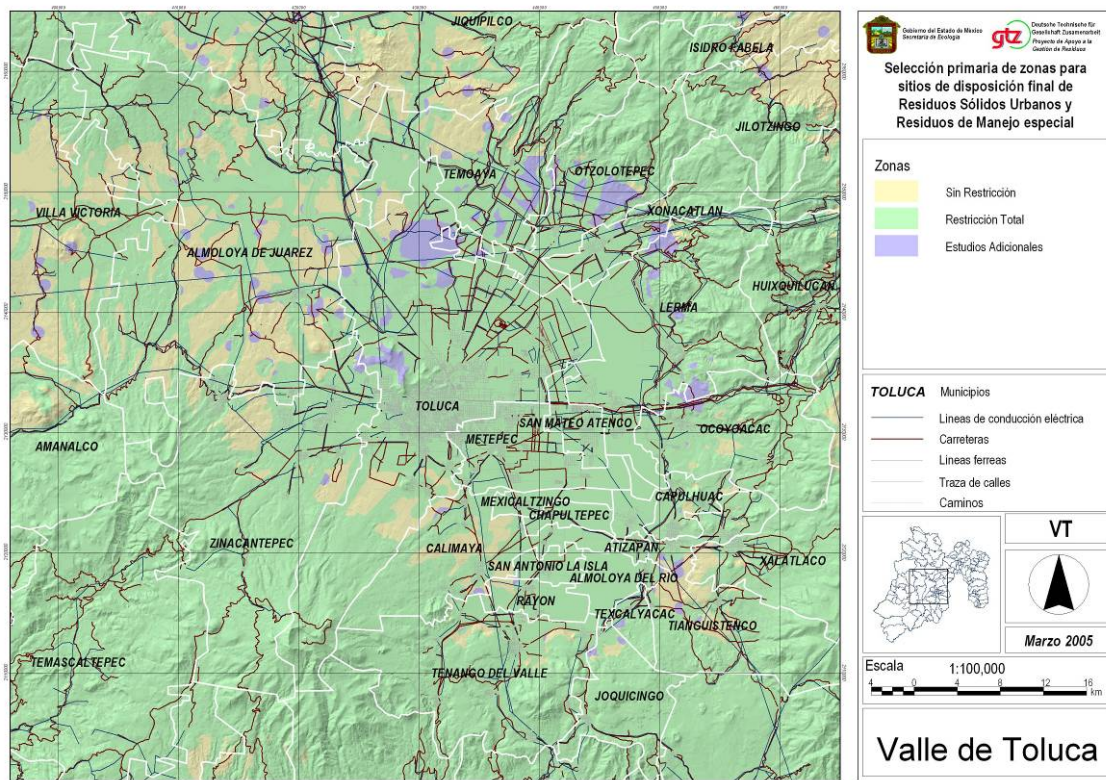 JIQUIPILCO
ISIDRO FABELA
JILOTZINGO
TEMOAYA
OTZOLOTEPEC
XONACATLAN
VILLA VICTORIA
ALMOLOYA DE JUAREZ
HUIXQUILUCAN
LERMA
TOLUCA
SAN MATEO ATENCO
OCOYOACAC
METEPEC
AMANALCO
MEXICALTZINGO
CAPULHUAC
CHAPULTEPEC
ZINACANTEPEC
CALIMAYA
ATIZAPAN
XALATLACO
SAN ANTONIO LA ISLA
ALMOLOYA DEL RIO
RAYON
TEXCALYACAC
TIANGUISTENCO
TEMASCALTEPEC
TENANGO DEL VALLE
JOQUICINGO
Gobierno del Estado de México
Secretaría de Ecología
gtz
Deutsche Technische für
Gesellschaft Zusammenarbeit
Proyecto de Apoyo a la
Gestión de Residuos
Selección primaria de zonas para
sitios de disposición final de
Residuos Sólidos Urbanos y
Residuos de Manejo especial
Zonas
Sin Restricción
Restricción Total
Estudios Adicionales
TOLUCA Municipios
Lineas de conducción eléctrica
Carreteras
Lineas ferreas
Traza de calles
Caminos
VT
Marzo 2005
Escala 1:100,000
4 0 4 8 12 16
km
Valle de Toluca